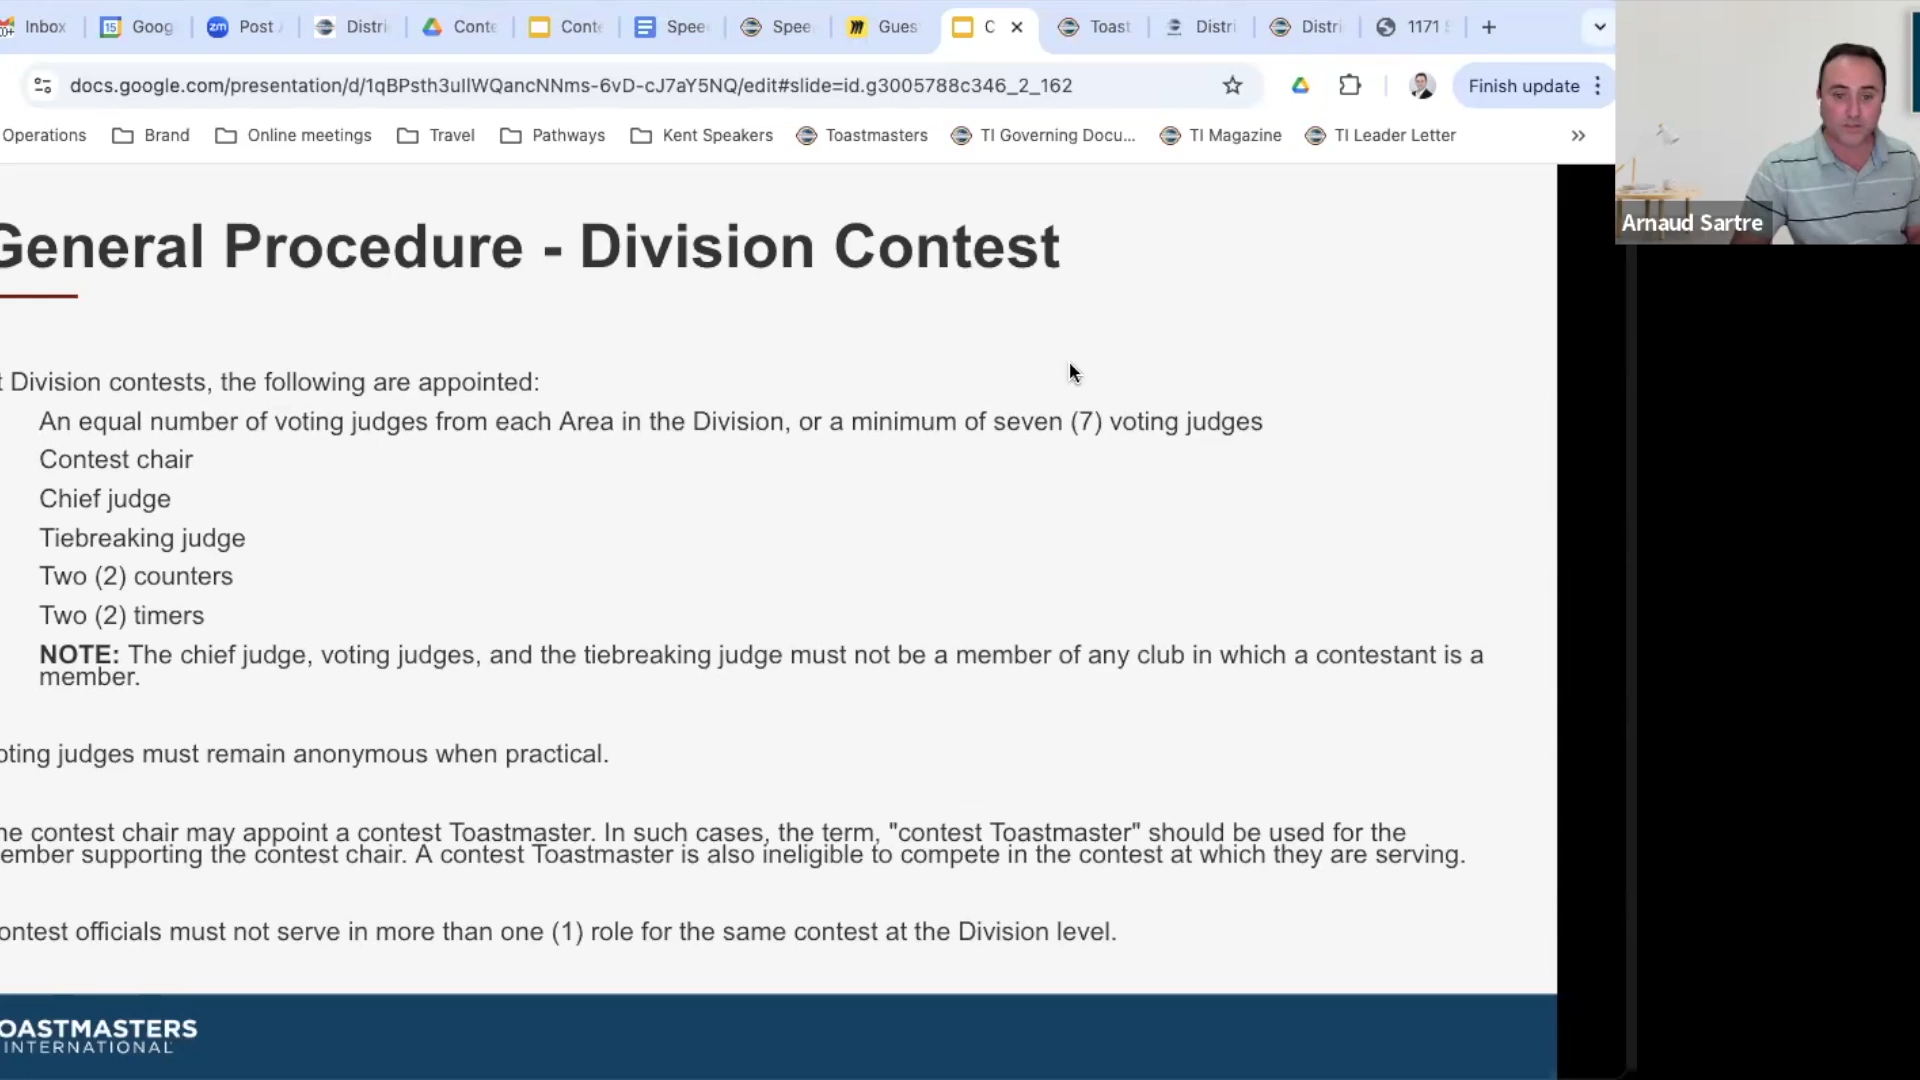 Inbox Goog Post Distri Conte Conte Spee Spee Gues C Toast Distri Distri 1171
docs.google.com/presentation/d/1qBPsth3uIlWQancNNms-6vD-cJ7aY5NQ/edit#slide=id.g3005788c346_2_162 Finish update
Operations Brand Online meetings Travel Pathways Kent Speakers Toastmasters TI Governing Docu... TI Magazine TI Leader Letter »
Arnaud Sartre
General Procedure - Division Contest
t Division contests, the following are appointed:
An equal number of voting judges from each Area in the Division, or a minimum of seven (7) voting judges
Contest chair
Chief judge
Tiebreaking judge
Two (2) counters
Two (2) timers
NOTE: The chief judge, voting judges, and the tiebreaking judge must not be a member of any club in which a contestant is a
member.
oting judges must remain anonymous when practical.
he contest chair may appoint a contest Toastmaster. In such cases, the term, "contest Toastmaster" should be used for the
ember supporting the contest chair. A contest Toastmaster is also ineligible to compete in the contest at which they are serving.
ontest officials must not serve in more than one (1) role for the same contest at the Division level.
OASTMASTERS
INTERNATIONAL